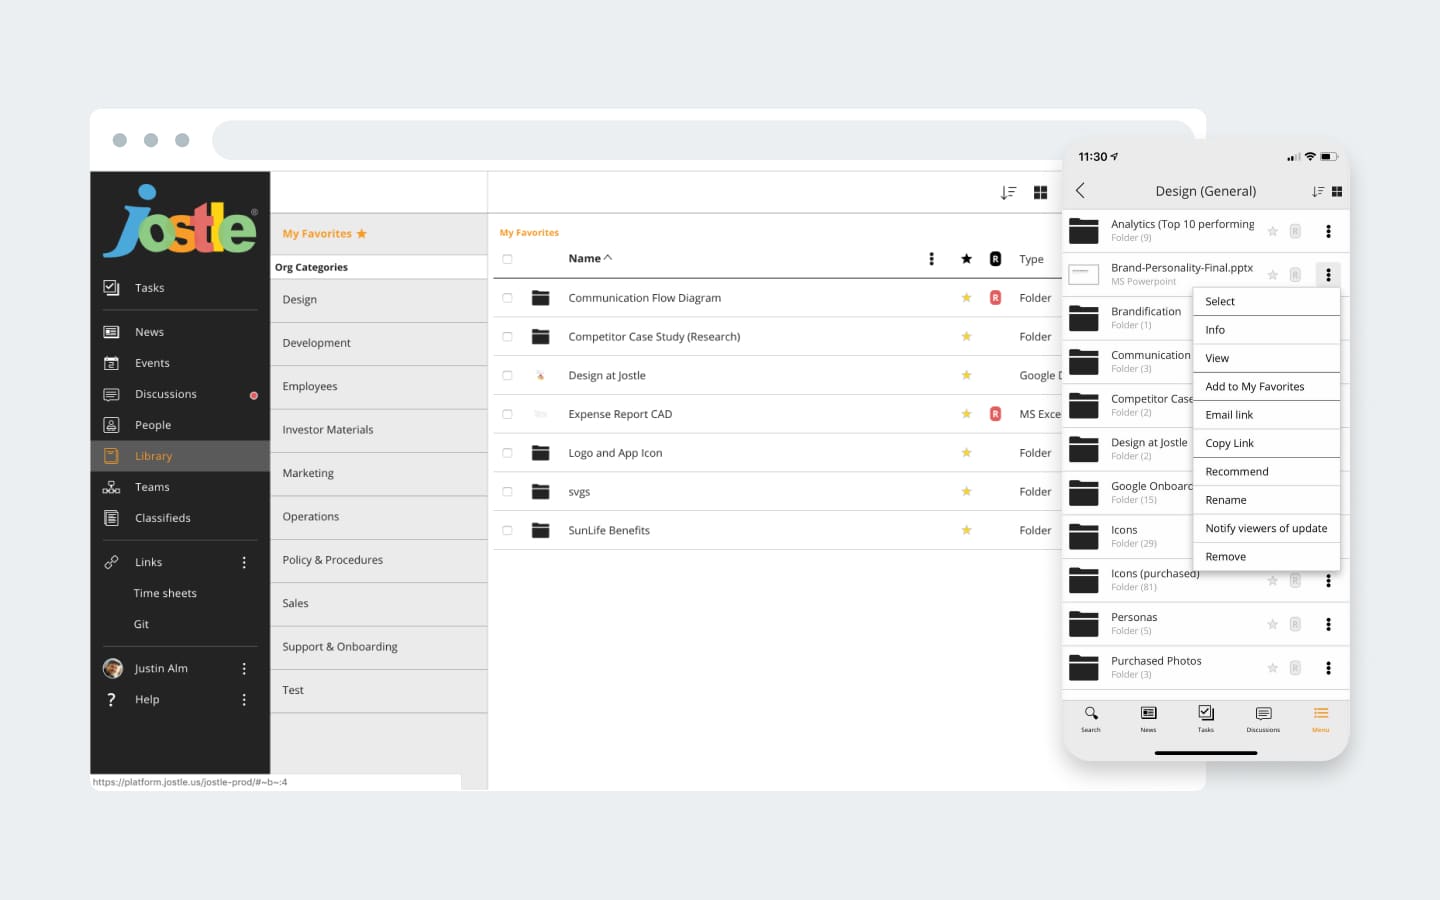 jostle®
Tasks
News
Events
Discussions
People
Library
Teams
Classifieds
Links
Time sheets
Git
Justin Alm
? Help
https://platform.jostle.us/jostle-prod/#~b~:4
My Favorites
Org Categories
Design
Development
Employees
Investor Materials
Marketing
Operations
Policy & Procedures
Sales
Support & Onboarding
Test
My Favorites
Name R Type
Communication Flow Diagram R Folder
Competitor Case Study (Research) Folder
Design at Jostle Google D
Expense Report CAD R MS Exce
Logo and App Icon Folder
svgs Folder
SunLife Benefits Folder
11:30
Design (General)
Analytics (Top 10 performing R
Folder (9)
Brand-Personality-Final.pptx R
MS Powerpoint
Brandification
Folder (1)
Communication
Folder (3)
Competitor Case
Folder (2)
Design at Jostle
Folder (2)
Google Onboard
Folder (15)
Icons
Folder (29)
Icons (purchased) R
Folder (81)
Personas R
Folder (5)
Purchased Photos R
Folder (3)
Select
Info
View
Add to My Favorites
Email link
Copy Link
Recommend
Rename
Notify viewers of update
Remove
Search News Tasks Discussions Menu